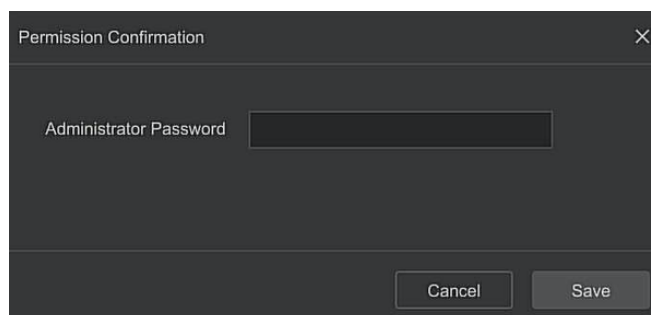 Permission Confirmation
Administrator Password
Cancel Save